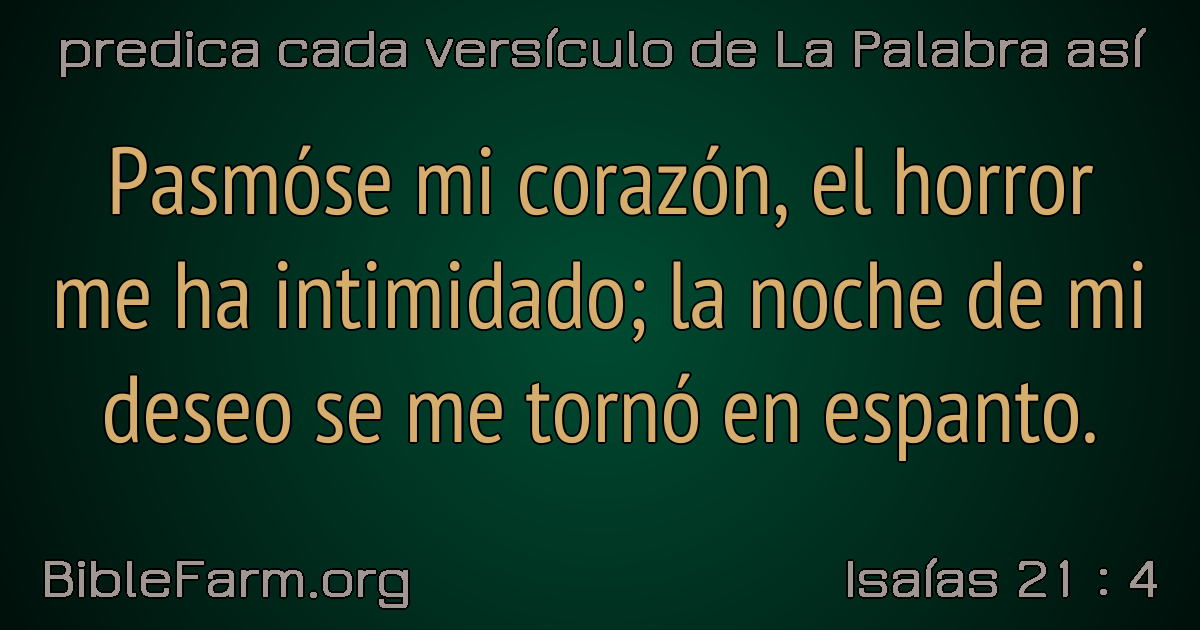 predica cada versículo de La Palabra así
Pasmóse mi corazón, el horror
me ha intimidado; la noche de mi
deseo se me tornó en espanto.
BibleFarm.org
Isaías 21 : 4